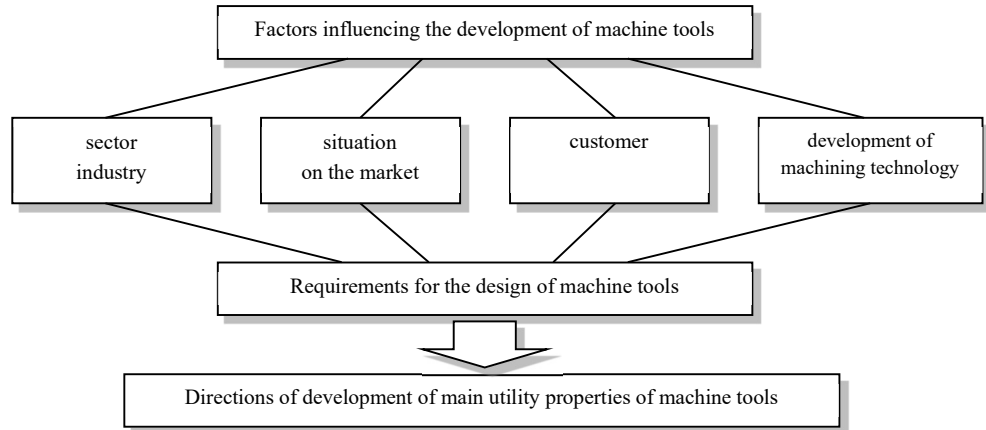 Factors influencing the development of machine tools
sector
industry
situation
on the market
customer
development of
machining technology
Requirements for the design of machine tools
Directions of development of main utility properties of machine tools